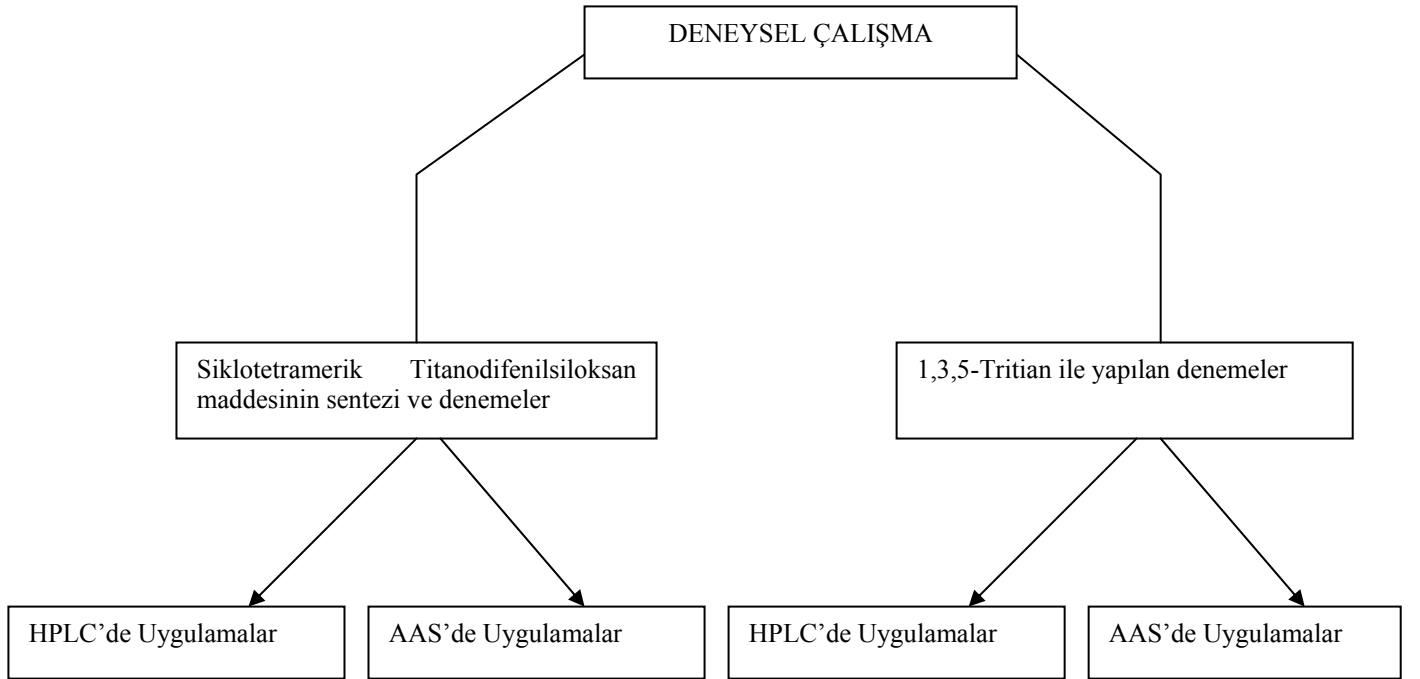 DENEYSEL ÇALIŞMA
Siklotetramerik Titanodifenilsiloksan
maddesinin sentezi ve denemeler
1,3,5-Tritian ile yapılan denemeler
HPLC’de Uygulamalar
AAS’de Uygulamalar
HPLC’de Uygulamalar
AAS’de Uygulamalar